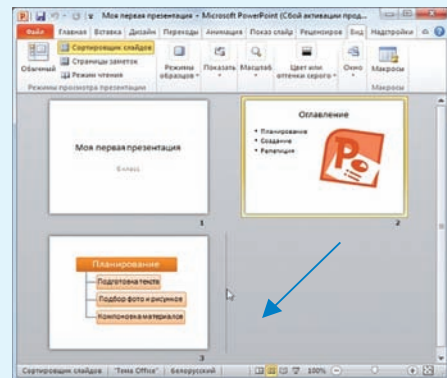 Моя первая презентация - Microsoft PowerPoint (Сбой активации прод...
Файл Главная Вставка Дизайн Переходы Анимация Показ слайд Рецензиров Вид Надстройки
Обычный
Сортировщик слайдов
Страницы заметок
Режим чтения
Режимы образцов
Показать
Масштаб
Цвет или оттенки серого
Окно
Макросы
Режимы просмотра презентации
Макросы
Моя первая презентация
6 класс
1
Оглавление
• Планирование
• Создание
• Репетиция
2
Планирование
Подготовка текста
Подбор фото и рисунков
Компоновка материалов
3
Сортировщик слайдов "Тема Office" белорусский 100%